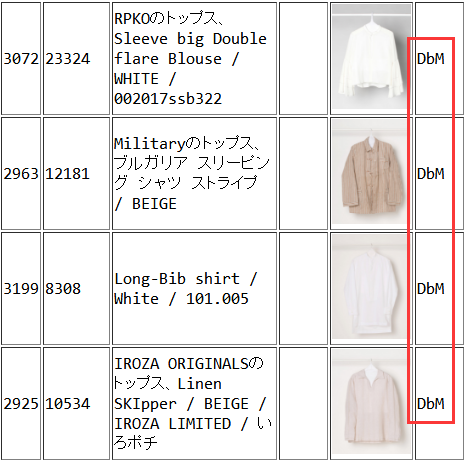 3072 23324 RPKOのトップス、
Sleeve big Double
flare Blouse /
WHITE /
002017ssb322
DbM
2963 12181 Militaryのトップス、
ブルガリア スリーピン
グ シャツ ストライプ
/ BEIGE
DbM
3199 8308 Long-Bib shirt /
White / 101.005
DbM
2925 10534 IROZA ORIGINALSの
トップス、Linen
SKIpper / BEIGE /
IROZA LIMITED / い
ろポチ
DbM